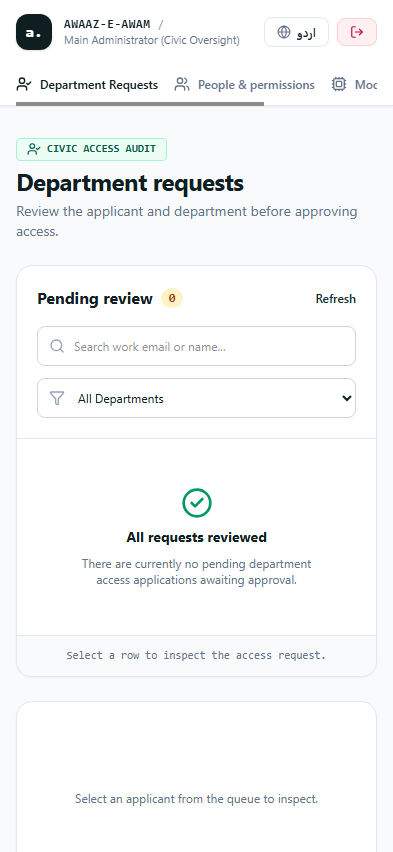 a.
AWAAZ-E-AWAM /
Main Administrator (Civic Oversight)
اردو
Department Requests
People & permissions
Moc
CIVIC ACCESS AUDIT
Department requests
Review the applicant and department before approving
access.
Pending review 0
Refresh
Search work email or name...
All Departments
All requests reviewed
There are currently no pending department
access applications awaiting approval.
Select a row to inspect the access request.
Select an applicant from the queue to inspect.